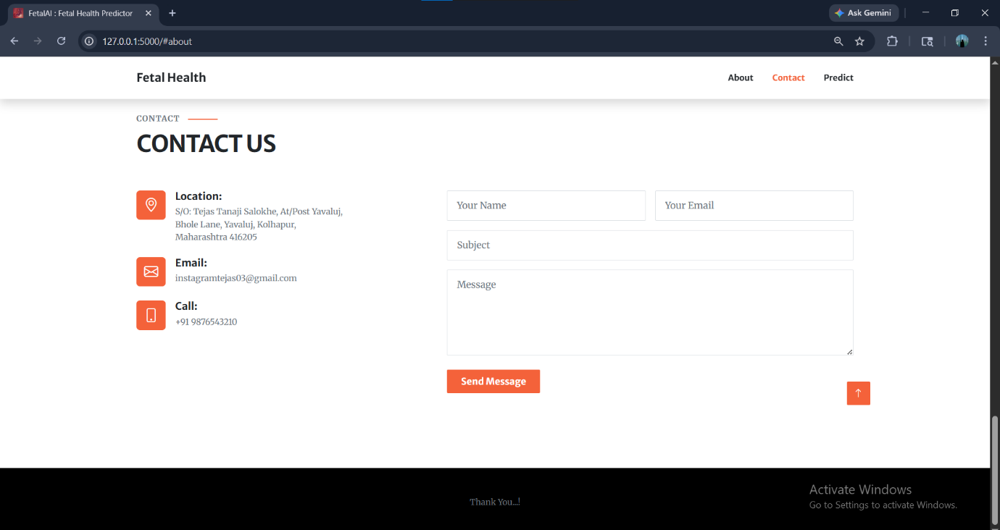 FetalAI : Fetal Health Predictor
Ask Gemini
127.0.0.1:5000/#about
Fetal Health
About
Contact
Predict
CONTACT
CONTACT US
Location:
S/O: Tejas Tanaji Salokhe, At/Post Yavaluj,
Bhole Lane, Yavaluj, Kolhapur,
Maharashtra 416205
Email:
instagramtejas03@gmail.com
Call:
+91 9876543210
Your Name
Your Email
Subject
Message
Send Message
Thank You...!
Activate Windows
Go to Settings to activate Windows.